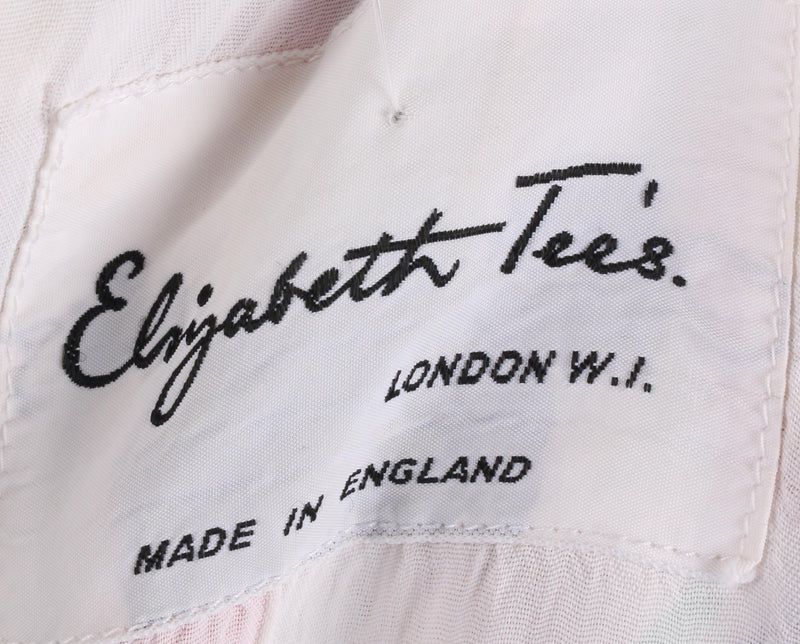 Elizabeth Tee's.
LONDON W.I.
MADE IN ENGLAND